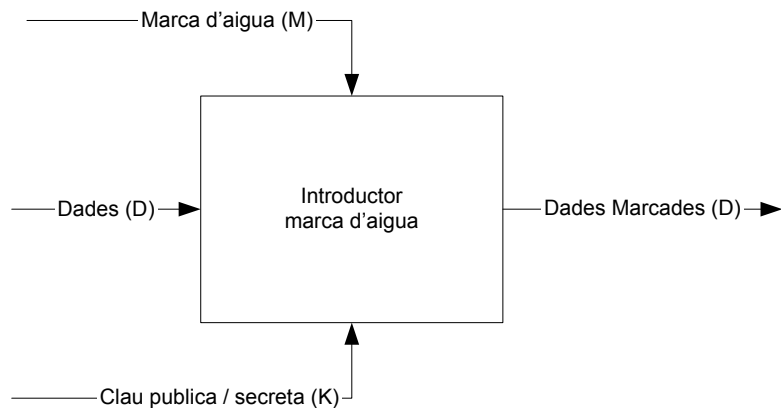 Marca d’aigua (M)
Dades (D)
Introductor
marca d’aigua
Dades Marcades (D)
Clau publica / secreta (K)